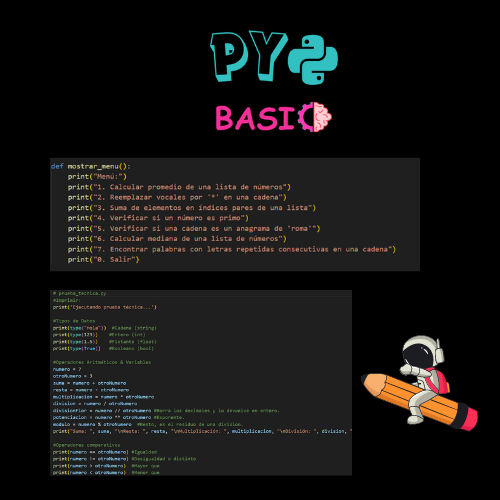 PY
BASIC
def mostrar_menu():
print("Menú:")
print("1. Calcular promedio de una lista de números")
print("2. Reemplazar vocales por '*' en una cadena")
print("3. Suma de elementos en índices pares de una lista")
print("4. Verificar si un número es primo")
print("5. Verificar si una cadena es un anagrama de 'roma'")
print("6. Calcular mediana de una lista de números")
print("7. Encontrar palabras con letras repetidas consecutivas en una cadena")
print("0. Salir")
# prueba_tecnica.py
#Imprimir:
print("Ejecutando prueba técnica...")
#Tipos de Datos
print(type("hola")) #Cadena (string)
print(type(123)) #Entero (int)
print(type(1.5)) #Flotante (float)
print(type(True)) #Booleano (bool)
#Operadores Aritméticos & Variables
numero = 7
otroNumero = 3
suma = numero + otroNumero
resta = numero - otroNumero
multiplicacion = numero * otroNumero
division = numero / otroNumero
divisionFloor = numero // otroNumero #Borra los decimales y lo devuelve en entero.
potenciacion = numero ** otroNumero #Exponente.
modulo = numero % otroNumero #Resto, es el residuo de una división.
print("Suma: ", suma, "\nResta: ", resta, "\nMultiplicación: ", multiplicacion, "\nDivisión: ", division, "
#Operadores comparativos
print(numero == otroNumero) #Igualdad
print(numero != otroNumero) #Desigualdad o distinto
print(numero > otroNumero) #Mayor que
print(numero < otroNumero) #Menor que